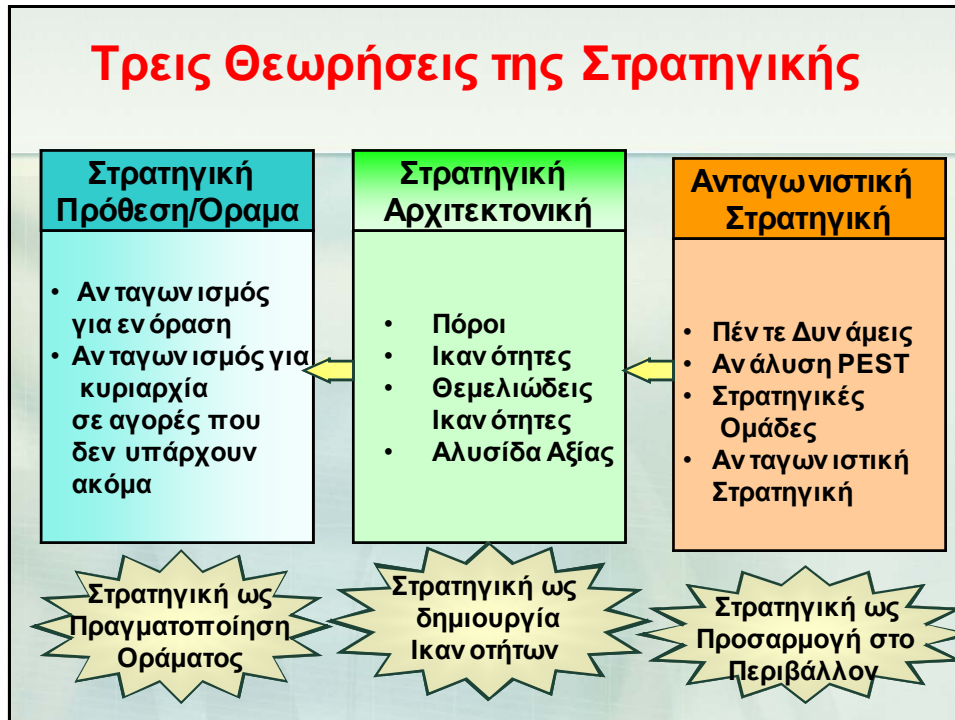 Τρεις Θεωρήσεις της Στρατηγικής
Στρατηγική
Πρόθεση/Όραμα
• Ανταγωνισμός
για ενόραση
• Ανταγωνισμός για
κυριαρχία
σε αγορές που
δεν υπάρχουν
ακόμα
Στρατηγική ως
Πραγματοποίηση
Οράματος
Στρατηγική
Αρχιτεκτονική
• Πόροι
• Ικανότητες
• Θεμελιώδεις
Ικανότητες
• Αλυσίδα Αξίας
Στρατηγική ως
δημιουργία
Ικανοτήτων
Ανταγωνιστική
Στρατηγική
• Πέντε Δυνάμεις
• Ανάλυση PEST
• Στρατηγικές
Ομάδες
• Ανταγωνιστική
Στρατηγική
Στρατηγική ως
Προσαρμογή στο
Περιβάλλον